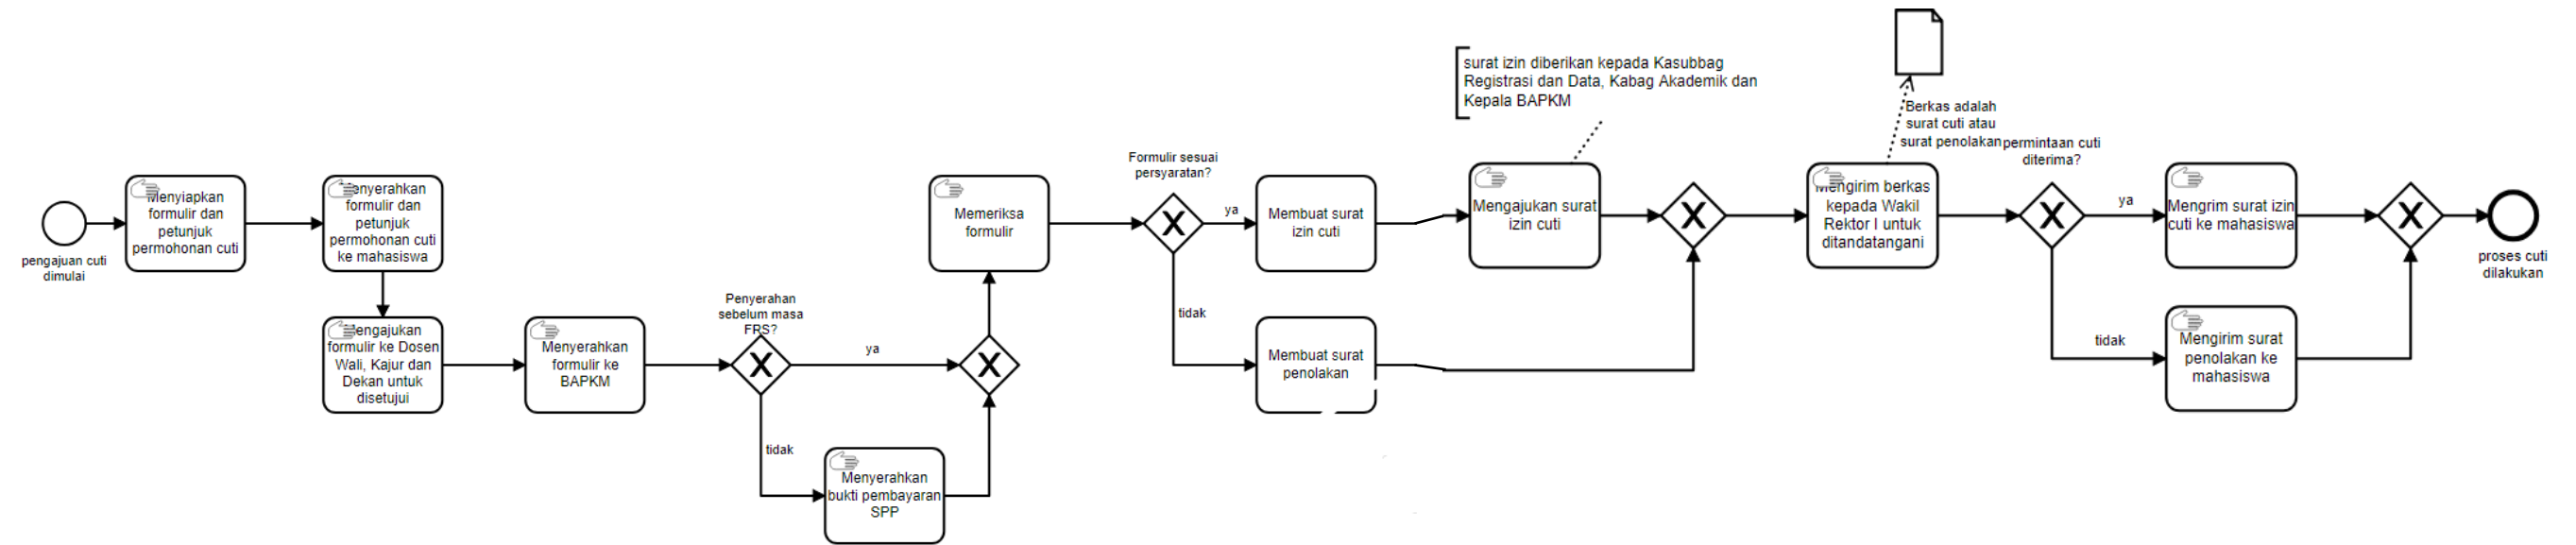 pengajuan cuti
dimulai
Menyiapkan
formulir dan
petunjuk
permohonan cuti
Menyerahkan
formulir dan
petunjuk
permohonan cuti
ke mahasiswa
Mengajukan
formulir ke Dosen
Wali, Kajur dan
Dekan untuk
disetujui
Menyerahkan
formulir ke
BAPKM
Penyerahan
sebelum masa
FRS?
ya
tidak
Menyerahkan
bukti pembayaran
SPP
Memeriksa
formulir
Formulir sesuai
persyaratan?
ya
tidak
Membuat surat
izin cuti
Membuat surat
penolakan
surat izin diberikan kepada Kasubbag
Registrasi dan Data, Kabag Akademik dan
Kepala BAPKM
Mengajukan surat
izin cuti
Mengirim berkas
kepada Wakil
Rektor I untuk
ditandatangani
Berkas adalah
surat cuti atau
surat penolakan
permintaan cuti
diterima?
ya
tidak
Mengrim surat izin
cuti ke mahasiswa
Mengirim surat
penolakan ke
mahasiswa
proses cuti
dilakukan